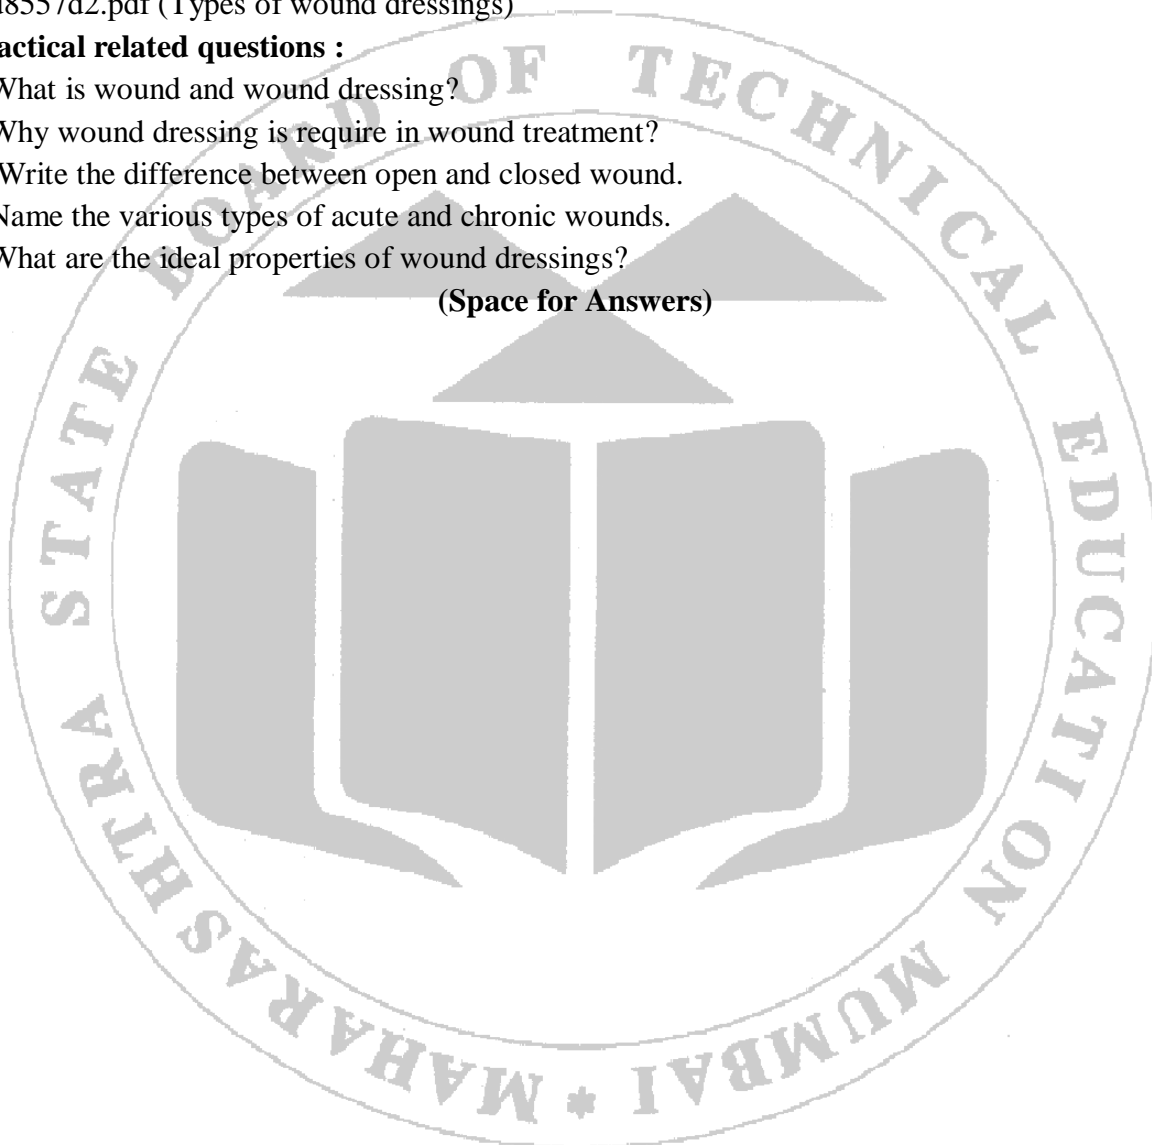 d8557d2.pdf (Types of wound dressings)
actical related questions :
What is wound and wound dressing?
Why wound dressing is require in wound treatment?
Write the difference between open and closed wound.
Name the various types of acute and chronic wounds.
What are the ideal properties of wound dressings?
(Space for Answers)
MAHARASHTRA STATE BOARD OF TECHNICAL EDUCATION MUMBAI *